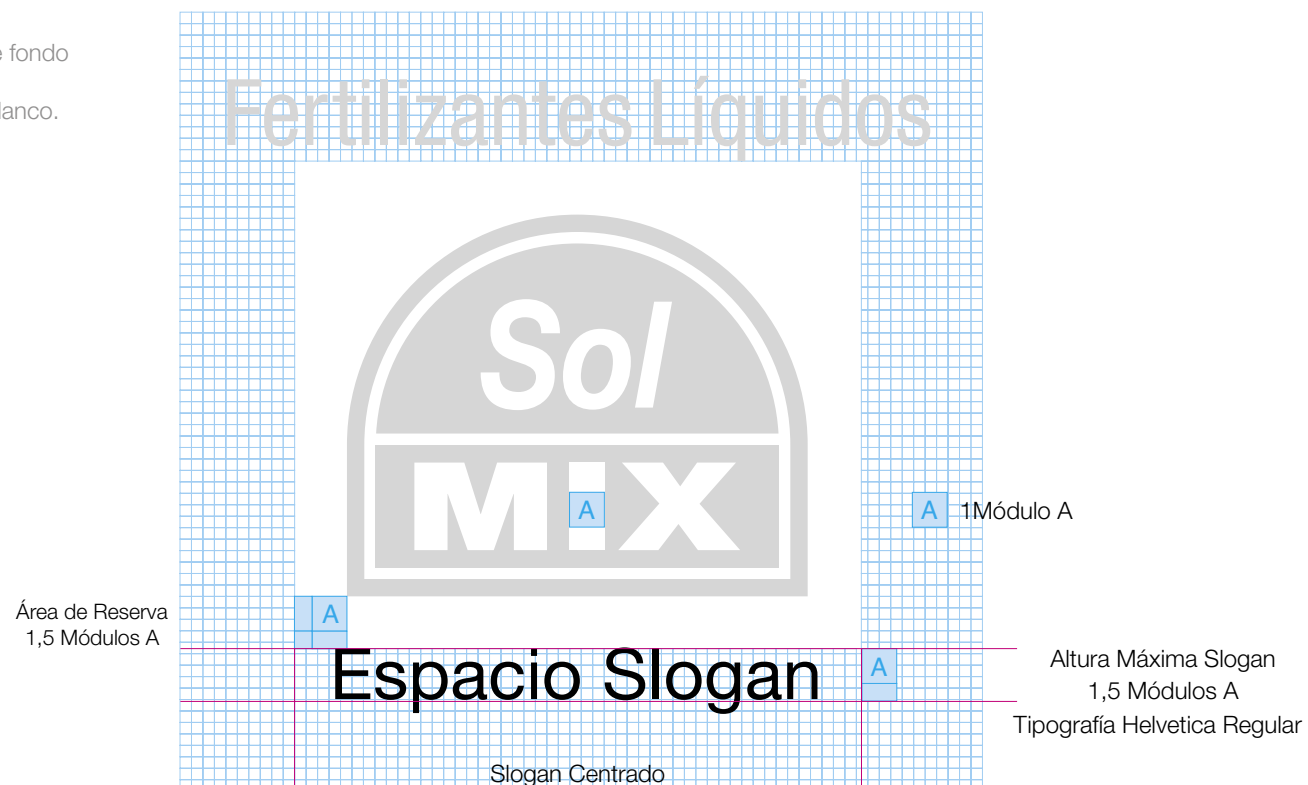 fondo
lanco.
Fertilizantes Líquidos
Sol
MiX
A
A
1Módulo A
Área de Reserva
1,5 Módulos A
A
Espacio Slogan
A
Altura Máxima Slogan
1,5 Módulos A
Tipografía Helvetica Regular
Slogan Centrado